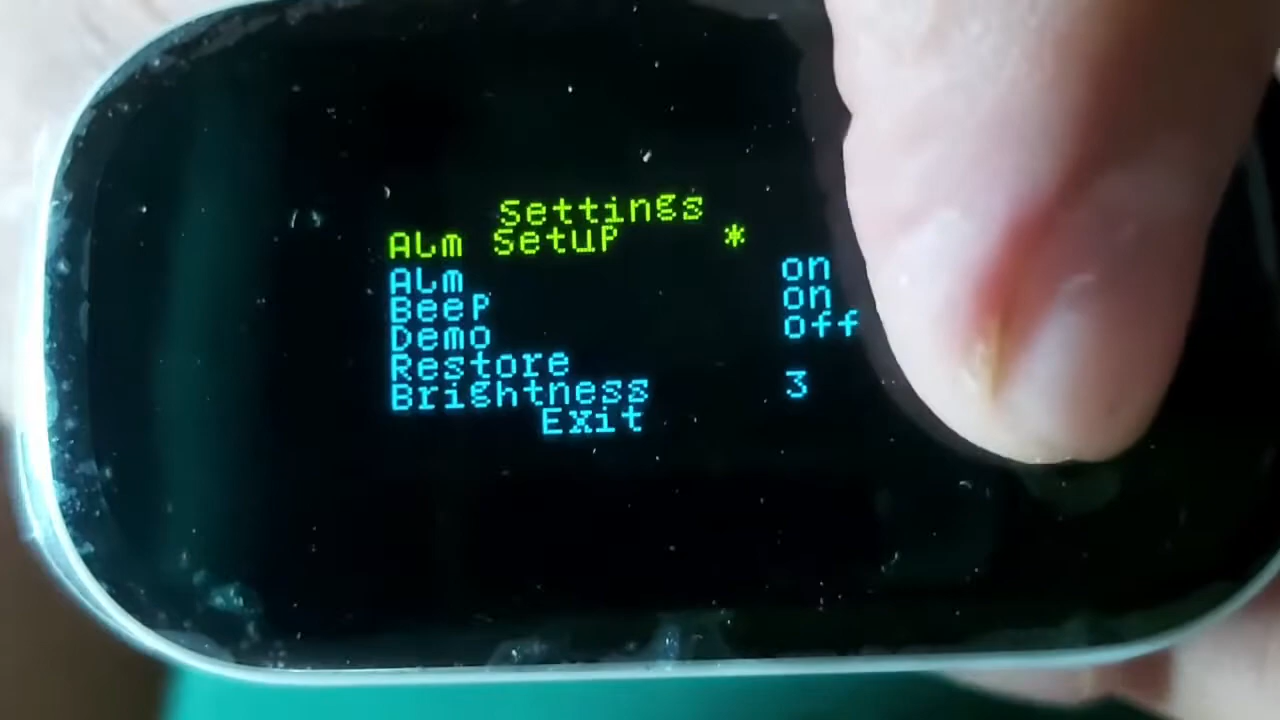 Settings
Alm Setup *
Alm on
Beep on
Demo off
Restore
Brightness 3
Exit